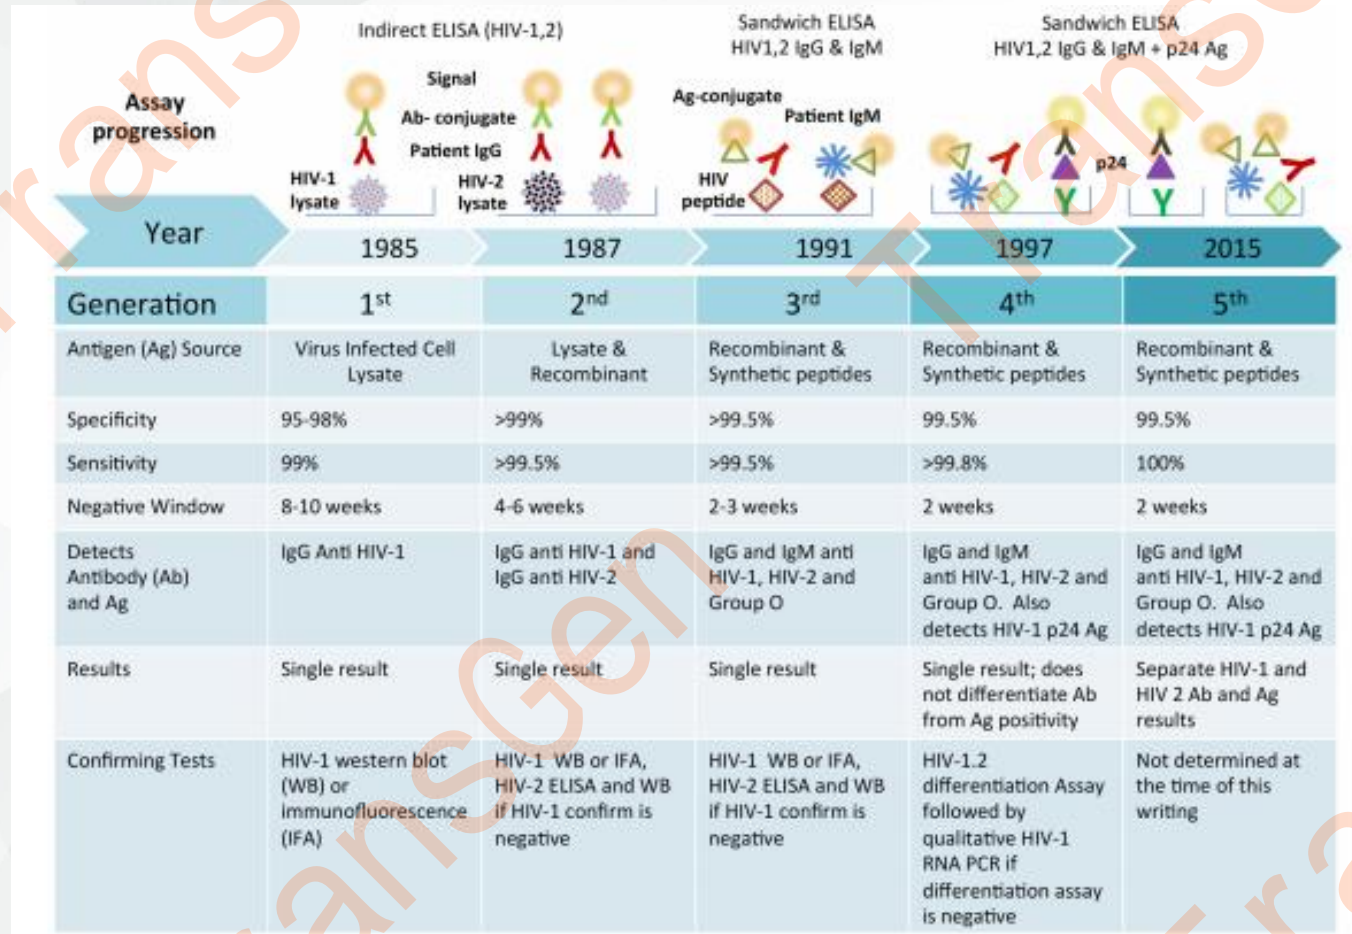 Indirect ELISA (HIV-1,2)
Sandwich ELISA
HIV1,2 IgG & IgM
Sandwich ELISA
HIV1,2 IgG & IgM + p24 Ag
Assay
progression
Signal
Ab- conjugate
Patient IgG
HIV-1
lysate
HIV-2
lysate
Ag-conjugate
Patient IgM
HIV
peptide
p24
Year
1985
1987
1991
1997
2015
Generation
1st
2nd
3rd
4th
5th
Antigen (Ag) Source
Virus Infected Cell
Lysate
Lysate &
Recombinant
Recombinant &
Synthetic peptides
Recombinant &
Synthetic peptides
Recombinant &
Synthetic peptides
Specificity
95-98%
>99%
>99.5%
99.5%
99.5%
Sensitivity
99%
>99.5%
>99.5%
>99.8%
100%
Negative Window
8-10 weeks
4-6 weeks
2-3 weeks
2 weeks
2 weeks
Detects
Antibody (Ab)
and Ag
IgG Anti HIV-1
IgG anti HIV-1 and
IgG anti HIV-2
IgG and IgM anti
HIV-1, HIV-2 and
Group O
IgG and IgM
anti HIV-1, HIV-2 and
Group O. Also
detects HIV-1 p24 Ag
IgG and IgM
anti HIV-1, HIV-2 and
Group O. Also
detects HIV-1 p24 Ag
Results
Single result
Single result
Single result
Single result; does
not differentiate Ab
from Ag positivity
Separate HIV-1 and
HIV 2 Ab and Ag
results
Confirming Tests
HIV-1 western blot
(WB) or
immunofluorescence
(IFA)
HIV-1 WB or IFA,
HIV-2 ELISA and WB
if HIV-1 confirm is
negative
HIV-1 WB or IFA,
HIV-2 ELISA and WB
if HIV-1 confirm is
negative
HIV-1.2
differentiation Assay
followed by
qualitative HIV-1
RNA PCR if
differentiation assay
is negative
Not determined at
the time of this
writing
Trans
Trans
TransGen
ansGen
Tra